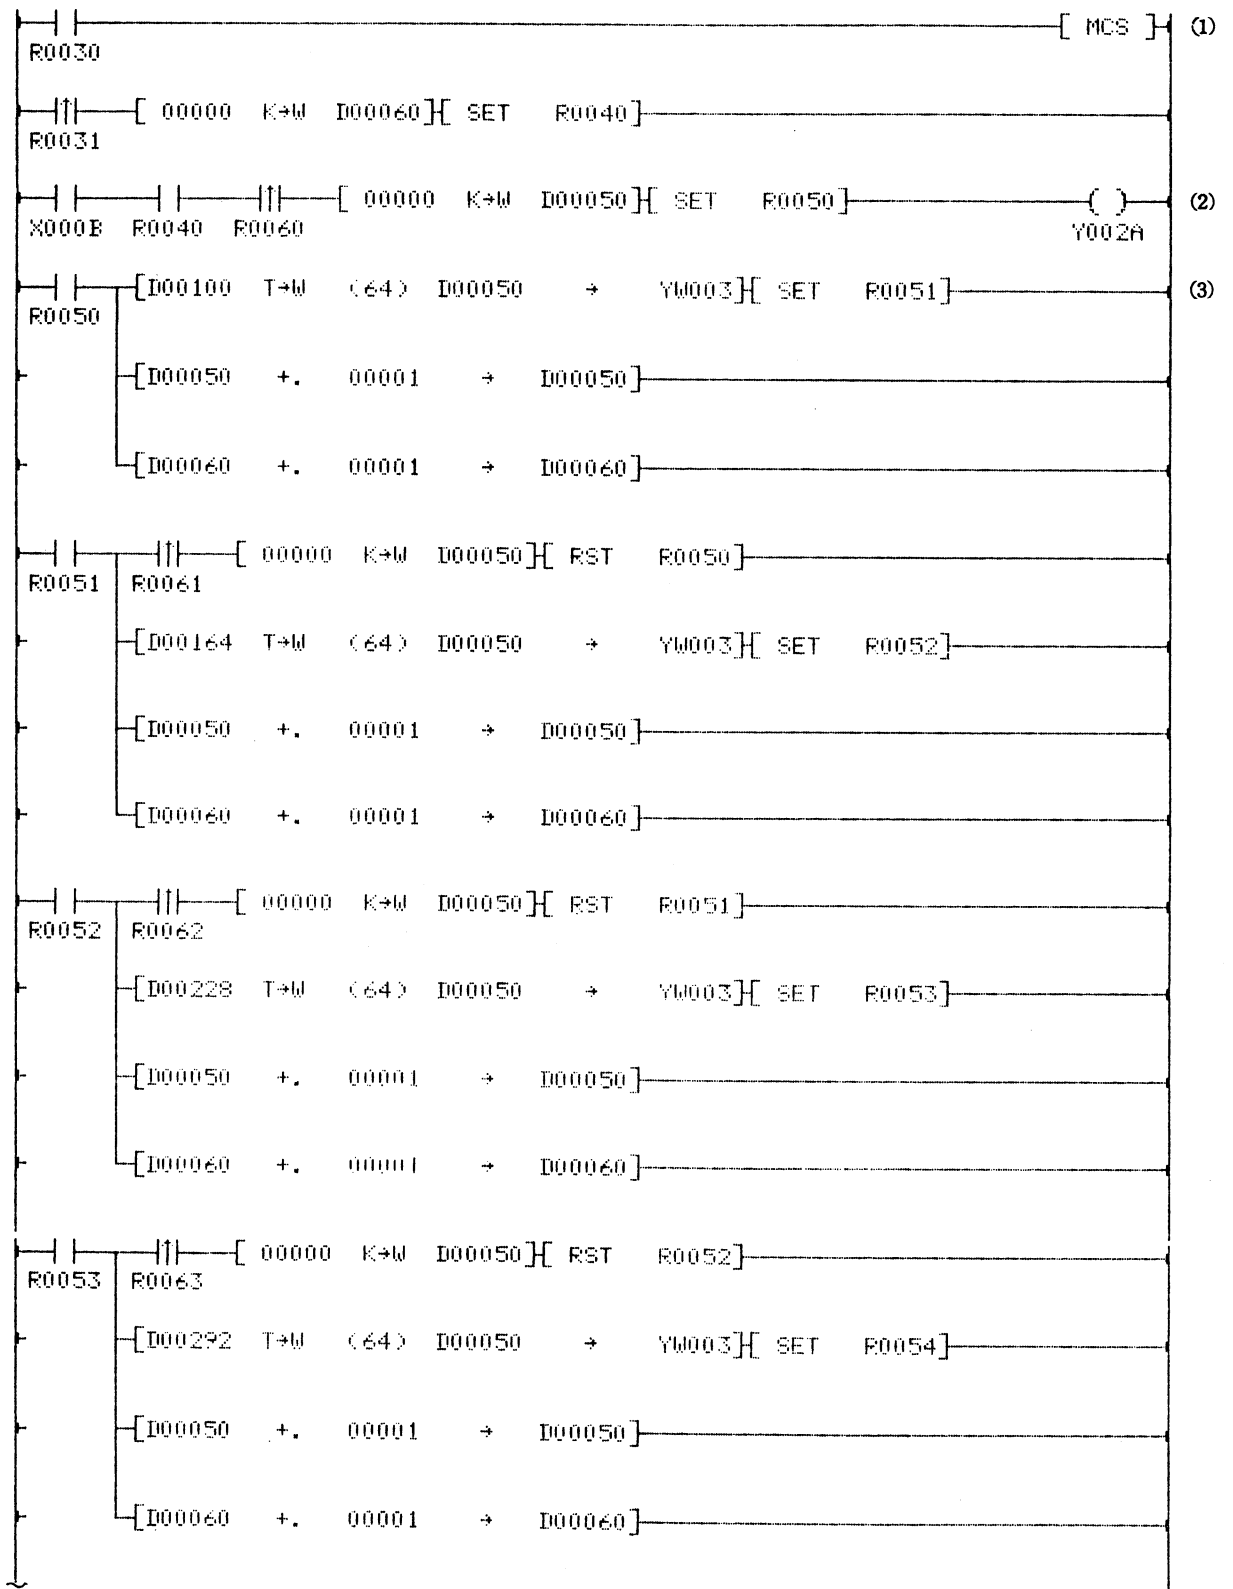 [ MCS ] (1)
R0030
[ 00000 K→W D00060][ SET R0040]
R0031
[ 00000 K→W D00050][ SET R0050] ( ) (2)
X000B R0040 R0060 Y002A
[D00100 T→W (64) D00050 → YW003][ SET R0051] (3)
R0050
[D00050 +. 00001 → D00050]
[D00060 +. 00001 → D00060]
[ 00000 K→W D00050][ RST R0050]
R0051 R0061
[D00164 T→W (64) D00050 → YW003][ SET R0052]
[D00050 +. 00001 → D00050]
[D00060 +. 00001 → D00060]
[ 00000 K→W D00050][ RST R0051]
R0052 R0062
[D00228 T→W (64) D00050 → YW003][ SET R0053]
[D00050 +. 00001 → D00050]
[D00060 +. 00001 → D00060]
[ 00000 K→W D00050][ RST R0052]
R0053 R0063
[D00292 T→W (64) D00050 → YW003][ SET R0054]
[D00050 +. 00001 → D00050]
[D00060 +. 00001 → D00060]